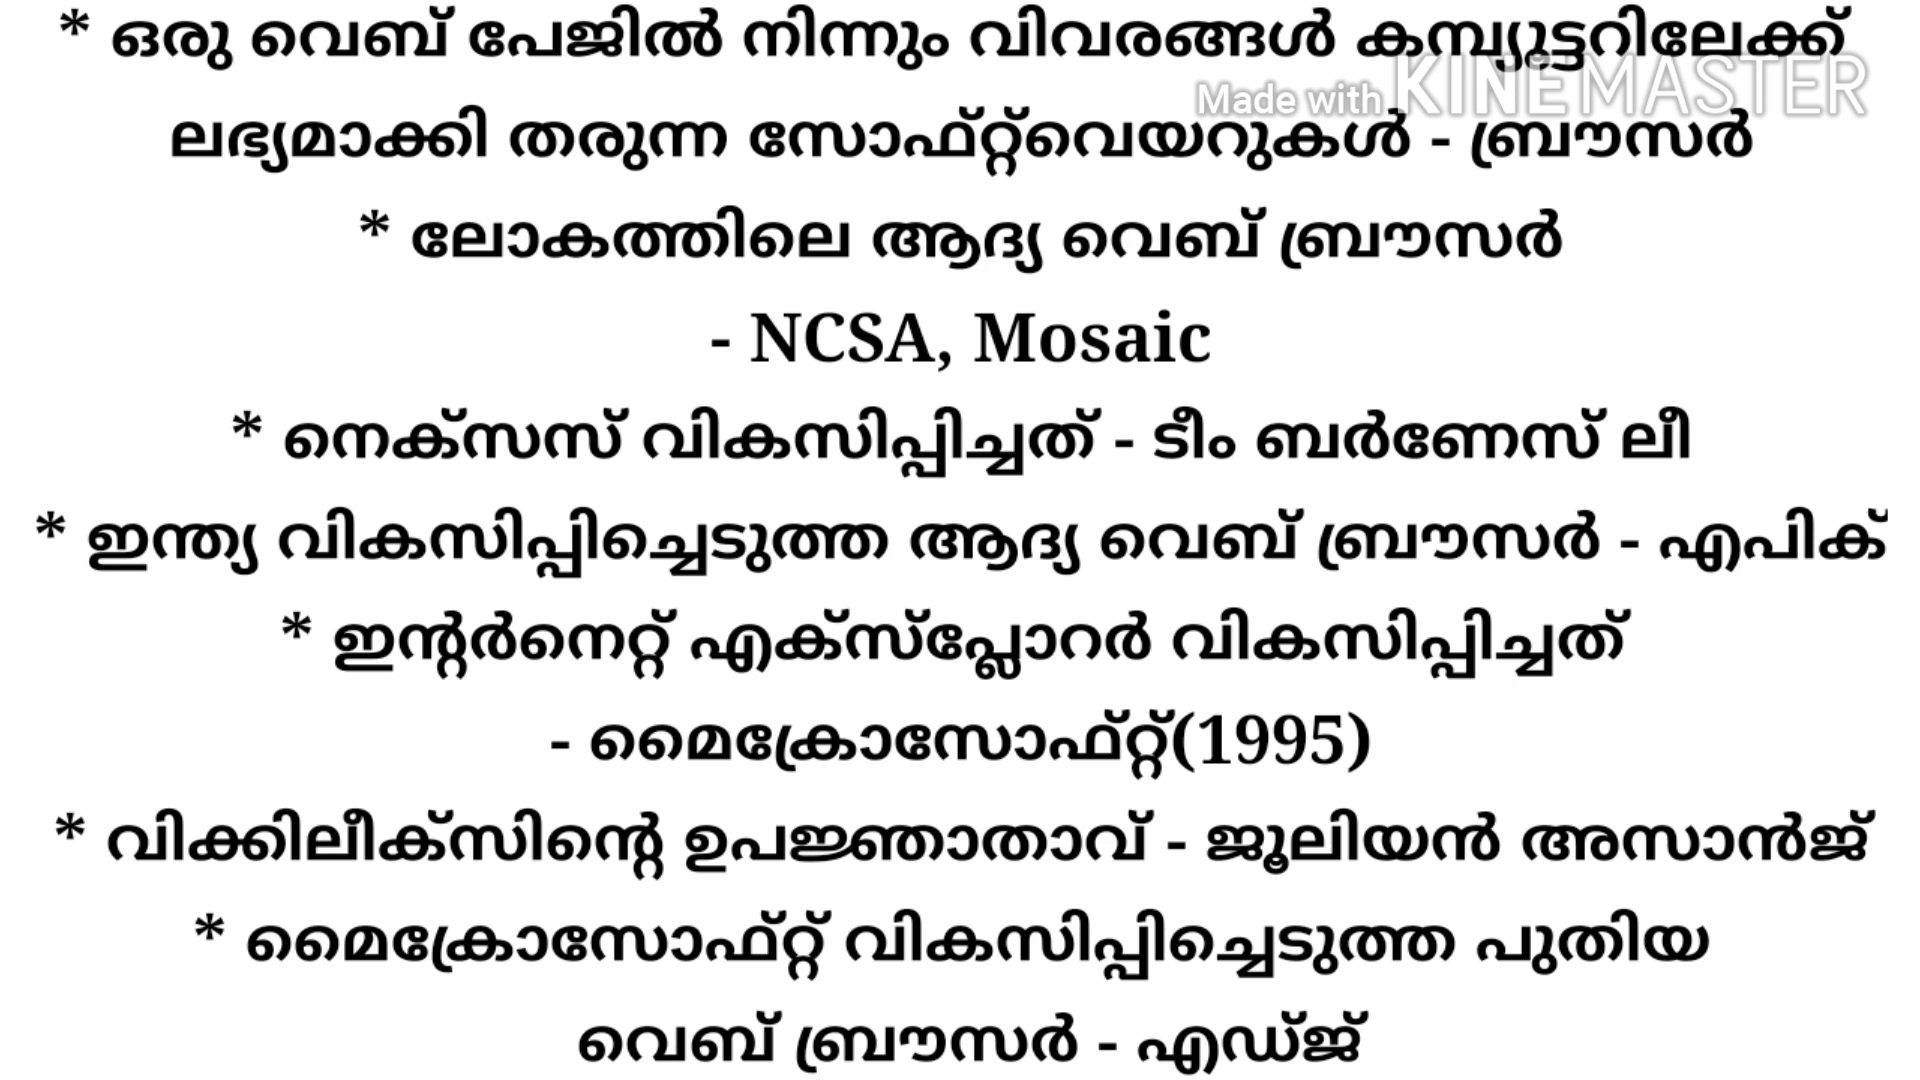 * ഒരു വെബ് പേജിൽ നിന്നും വിവരങ്ങൾ കമ്പ്യൂട്ടറിലേക്ക്
Made with KINEMASTER
ലഭ്യമാക്കി തരുന്ന സോഫ്റ്റ്‌വെയറുകൾ - ബ്രൗസർ
* ലോകത്തിലെ ആദ്യ വെബ് ബ്രൗസർ
- NCSA, Mosaic
* നെക്സസ് വികസിപ്പിച്ചത് - ടീം ബർണേസ് ലീ
* ഇന്ത്യ വികസിപ്പിച്ചെടുത്ത ആദ്യ വെബ് ബ്രൗസർ - എപിക്
* ഇന്റർനെറ്റ് എക്സ്പ്ലോറർ വികസിപ്പിച്ചത്
- മൈക്രോസോഫ്റ്റ്(1995)
* വിക്കിലീക്സിന്റെ ഉപജ്ഞാതാവ് - ജൂലിയൻ അസാൻജ്
* മൈക്രോസോഫ്റ്റ് വികസിപ്പിച്ചെടുത്ത പുതിയ
വെബ് ബ്രൗസർ - എഡ്ജ്